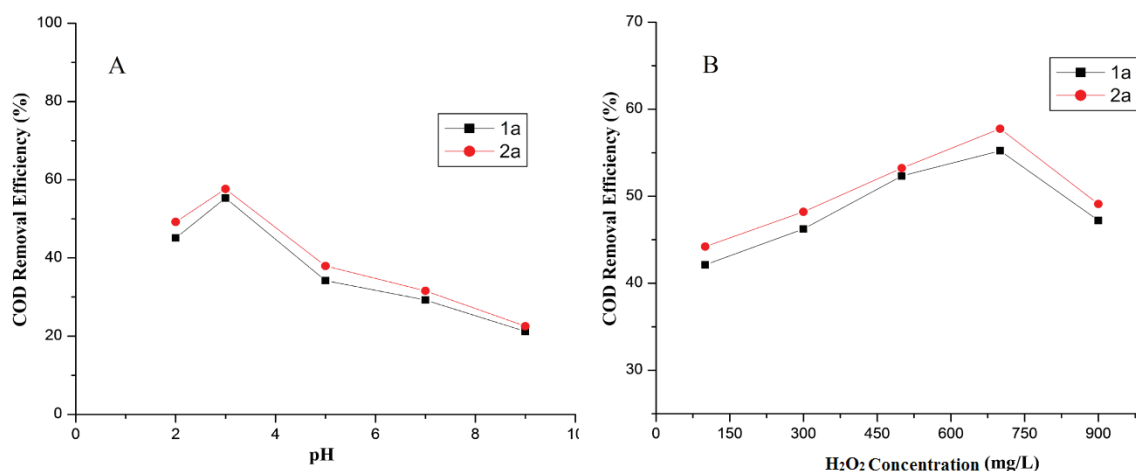 A
1a
2a
100
80
60
40
20
0
COD Removal Efficiency (%)
0 2 4 6 8 10
pH
B
1a
2a
70
60
50
40
30
COD Removal Efficiency (%)
0 150 300 450 600 750 900
H₂O₂ Concentration (mg/L)